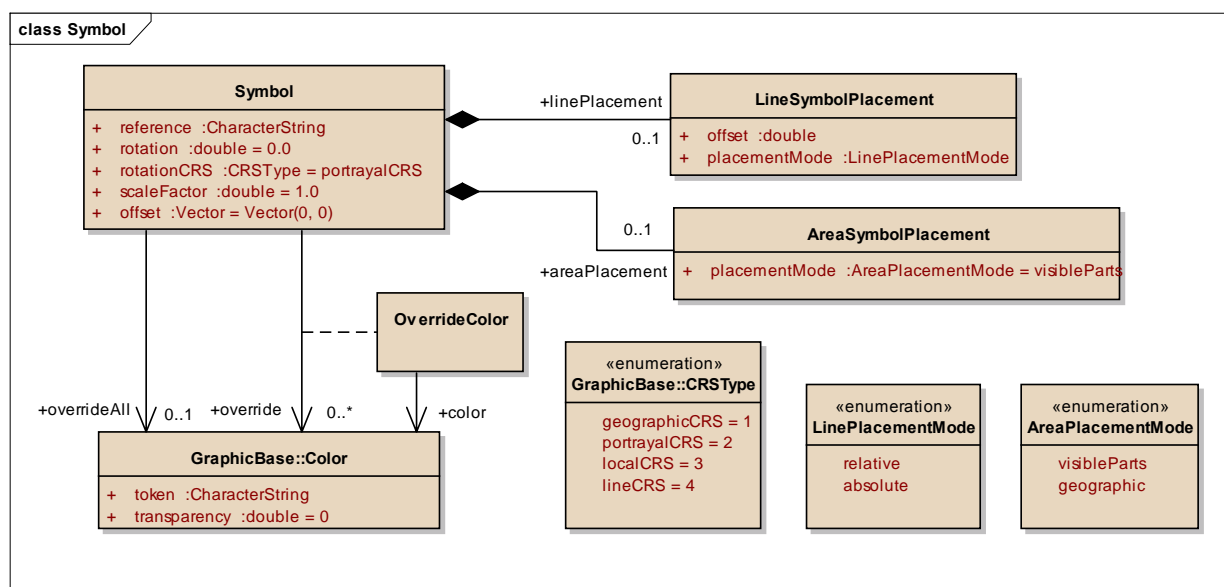 class Symbol
Symbol
+ reference :CharacterString
+ rotation :double = 0.0
+ rotationCRS :CRSType = portrayalCRS
+ scaleFactor :double = 1.0
+ offset :Vector = Vector(0, 0)
+linePlacement
0..1
LineSymbolPlacement
+ offset :double
+ placementMode :LinePlacementMode
0..1
+areaPlacement
AreaSymbolPlacement
+ placementMode :AreaPlacementMode = visibleParts
OverrideColor
+overrideAll
0..1
+override
0..*
+color
GraphicBase::Color
+ token :CharacterString
+ transparency :double = 0
«enumeration»
GraphicBase::CRSType
geographicCRS = 1
portrayalCRS = 2
localCRS = 3
lineCRS = 4
«enumeration»
LinePlacementMode
relative
absolute
«enumeration»
AreaPlacementMode
visibleParts
geographic